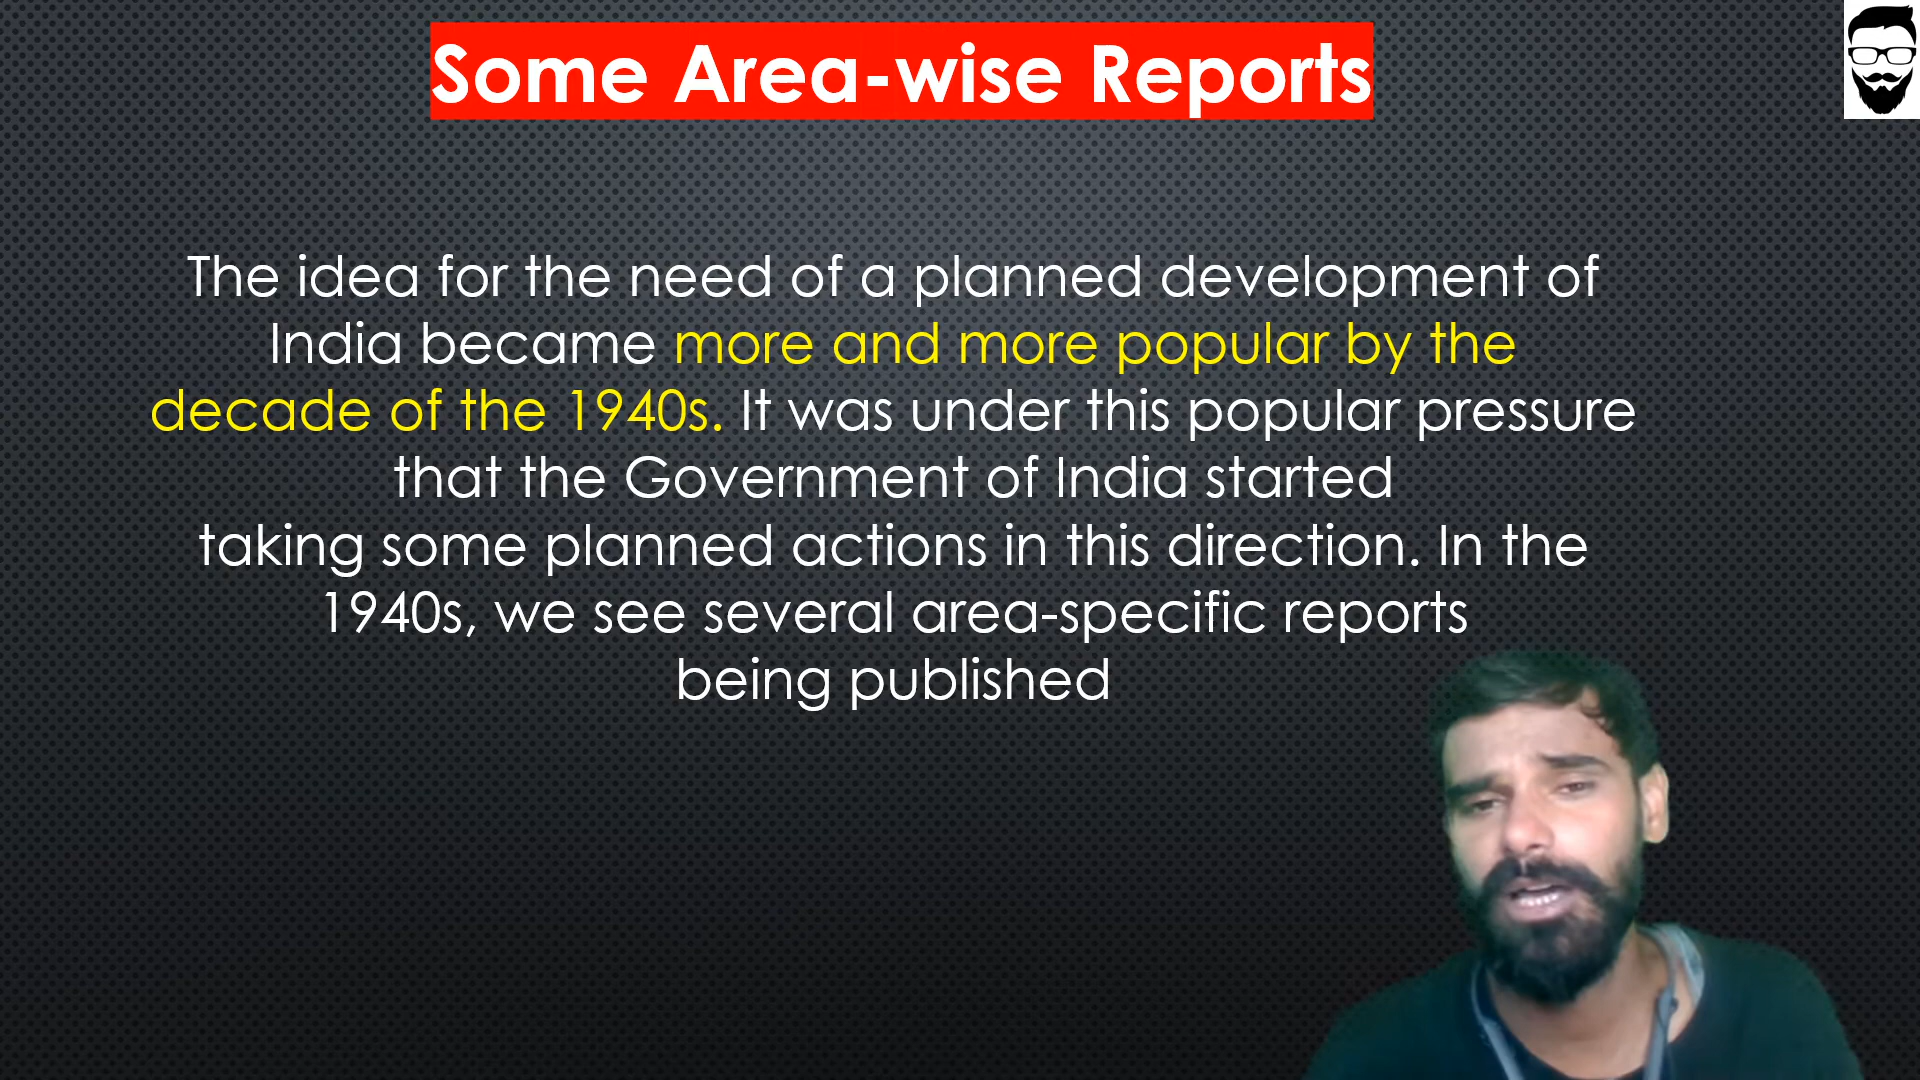 Some Area-wise Reports
The idea for the need of a planned development of
India became more and more popular by the
decade of the 1940s. It was under this popular pressure
that the Government of India started
taking some planned actions in this direction. In the
1940s, we see several area-specific reports
being published